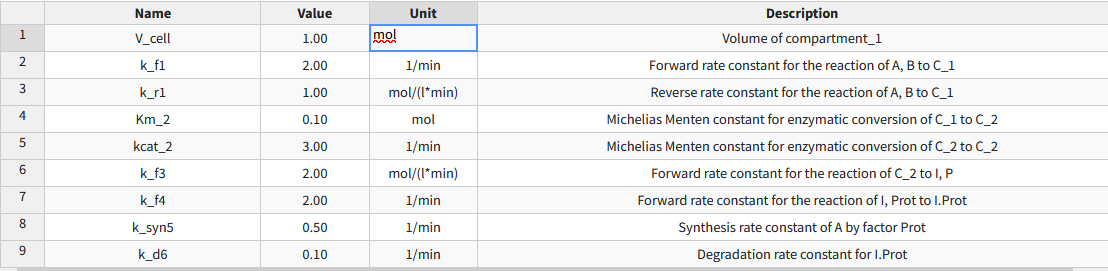 Name Value Unit Description
1 V_cell 1.00 mol Volume of compartment_1
2 k_f1 2.00 1/min Forward rate constant for the reaction of A, B to C_1
3 k_r1 1.00 mol/(l*min) Reverse rate constant for the reaction of A, B to C_1
4 Km_2 0.10 mol Michelias Menten constant for enzymatic conversion of C_1 to C_2
5 kcat_2 3.00 1/min Michelias Menten constant for enzymatic conversion of C_2 to C_2
6 k_f3 2.00 mol/(l*min) Forward rate constant for the reaction of C_2 to I, P
7 k_f4 2.00 1/min Forward rate constant for the reaction of I, Prot to I.Prot
8 k_syn5 0.50 1/min Synthesis rate constant of A by factor Prot
9 k_d6 0.10 1/min Degradation rate constant for I.Prot